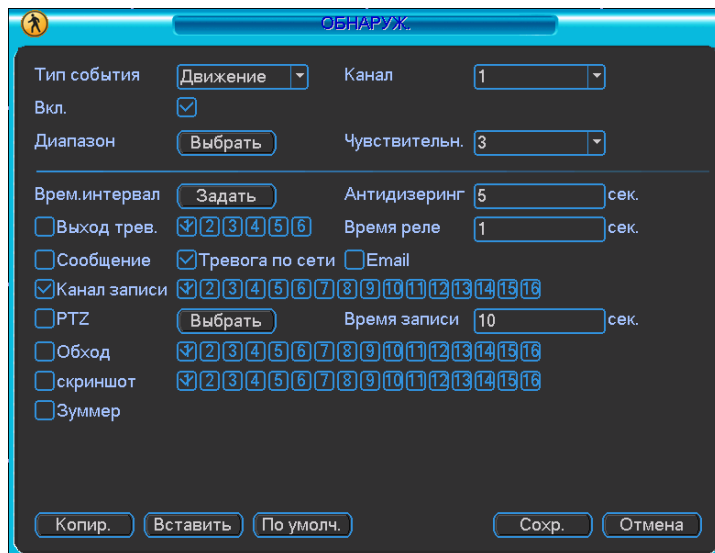 ОБНАРУЖ.
Тип события Движение Канал 1
Вкл.
Диапазон Выбрать Чувствительн. 3
Врем.интервал Задать Антидизеринг 5 сек.
Выход трев. 1 2 3 4 5 6 Время реле 1 сек.
Сообщение Тревога по сети Email
Канал записи 1 2 3 4 5 6 7 8 9 10 11 12 13 14 15 16
PTZ Выбрать Время записи 10 сек.
Обход 1 2 3 4 5 6 7 8 9 10 11 12 13 14 15 16
скриншот 1 2 3 4 5 6 7 8 9 10 11 12 13 14 15 16
Зуммер
Копир. Вставить По умолч. Сохр. Отмена